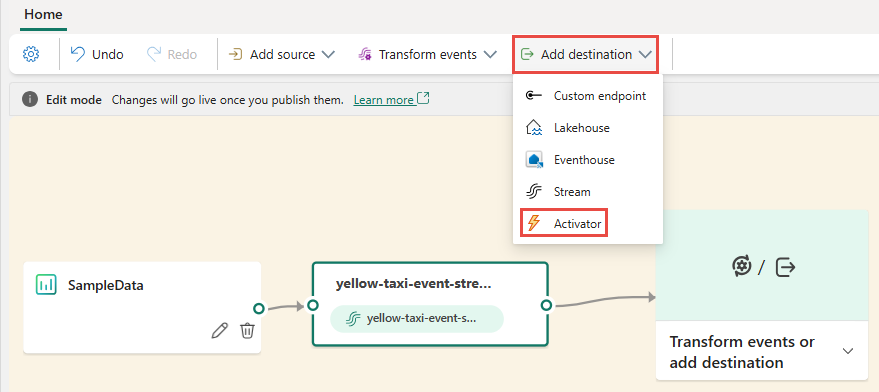 Home
Undo
Redo
Add source
Transform events
Add destination
Edit mode Changes will go live once you publish them. Learn more
Custom endpoint
Lakehouse
Eventhouse
Stream
Activator
SampleData
yellow-taxi-event-stre...
yellow-taxi-event-s...
/
Transform events or
add destination